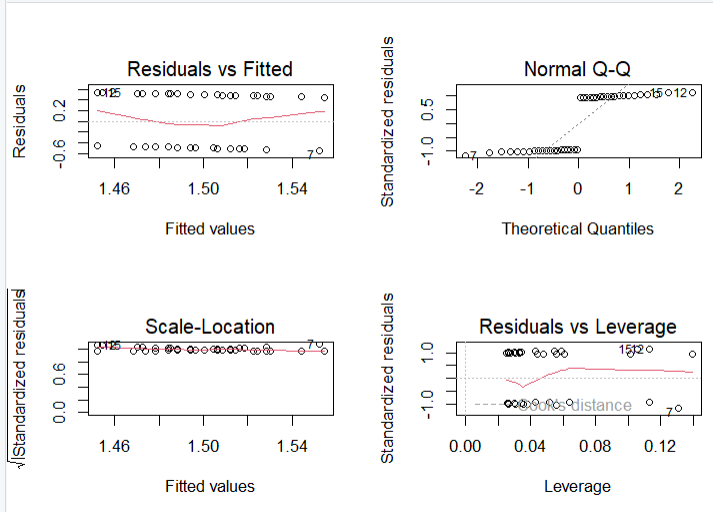 Residuals vs Fitted
Residuals
0.2
-0.6
7
1.46
1.50
1.54
Fitted values
Normal Q-Q
Standardized residuals
0.5
-1.0
7
15
12
-2
-1
0
1
2
Theoretical Quantiles
Scale-Location
√|Standardized residuals|
0.6
0.0
7
1.46
1.50
1.54
Fitted values
Residuals vs Leverage
Standardized residuals
1.0
-1.0
15
12
7
Cook's distance
0.00
0.04
0.08
0.12
Leverage